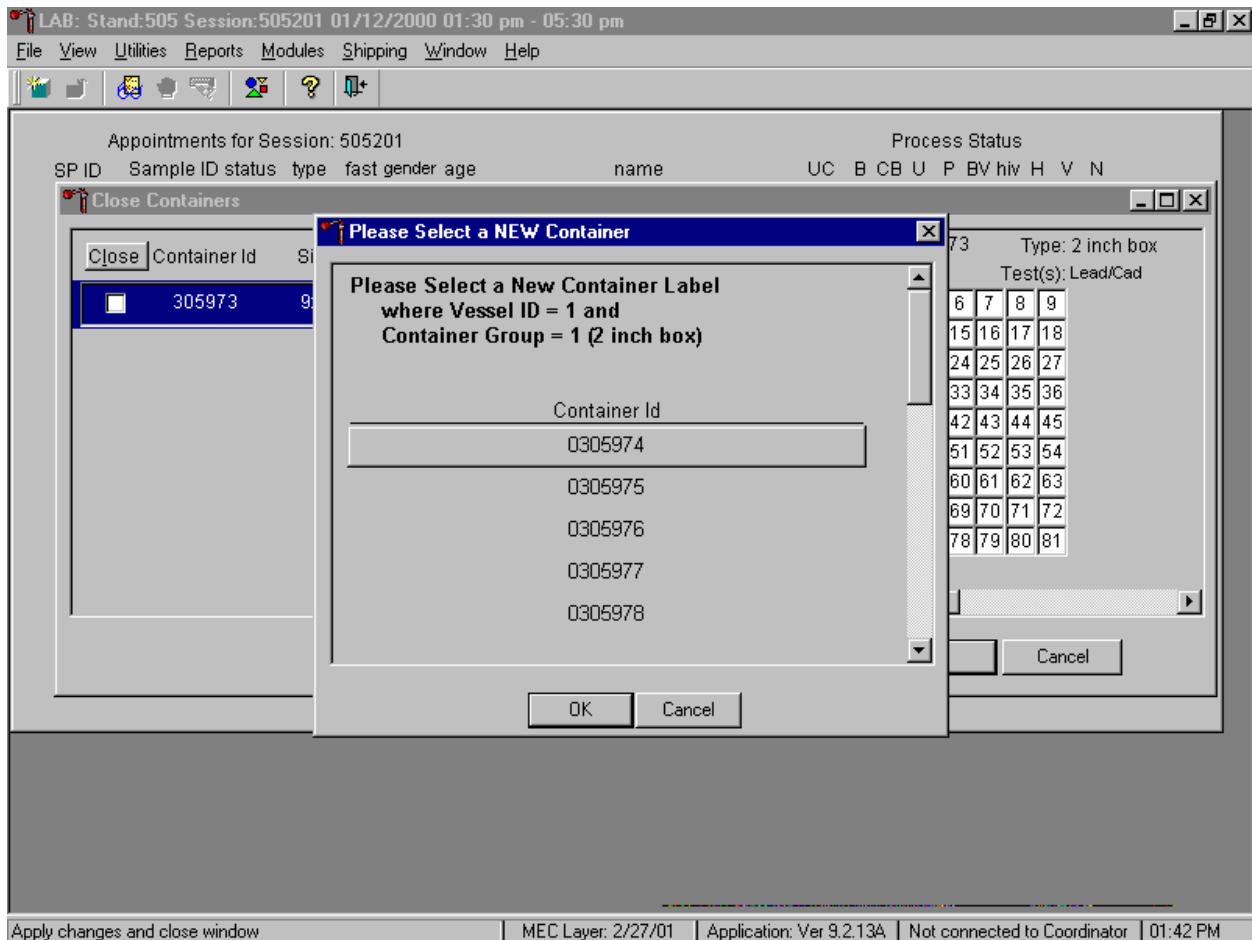 LAB: Stand:505 Session:505201 01/12/2000 01:30 pm - 05:30 pm
File View Utilities Reports Modules Shipping Window Help
Appointments for Session: 505201
Process Status
SP ID Sample ID status type fast gender age name UC B CB U P BV hiv H V N
Close Containers
Close Container Id Si
305973 9
73 Type: 2 inch box
Test(s): Lead/Cad
6 7 8 9
15 16 17 18
24 25 26 27
33 34 35 36
42 43 44 45
51 52 53 54
60 61 62 63
69 70 71 72
78 79 80 81
Cancel
Please Select a NEW Container
Please Select a New Container Label
where Vessel ID = 1 and
Container Group = 1 (2 inch box)
Container Id
0305974
0305975
0305976
0305977
0305978
OK Cancel
Apply changes and close window MEC Layer: 2/27/01 Application: Ver 9.2.13A Not connected to Coordinator 01:42 PM